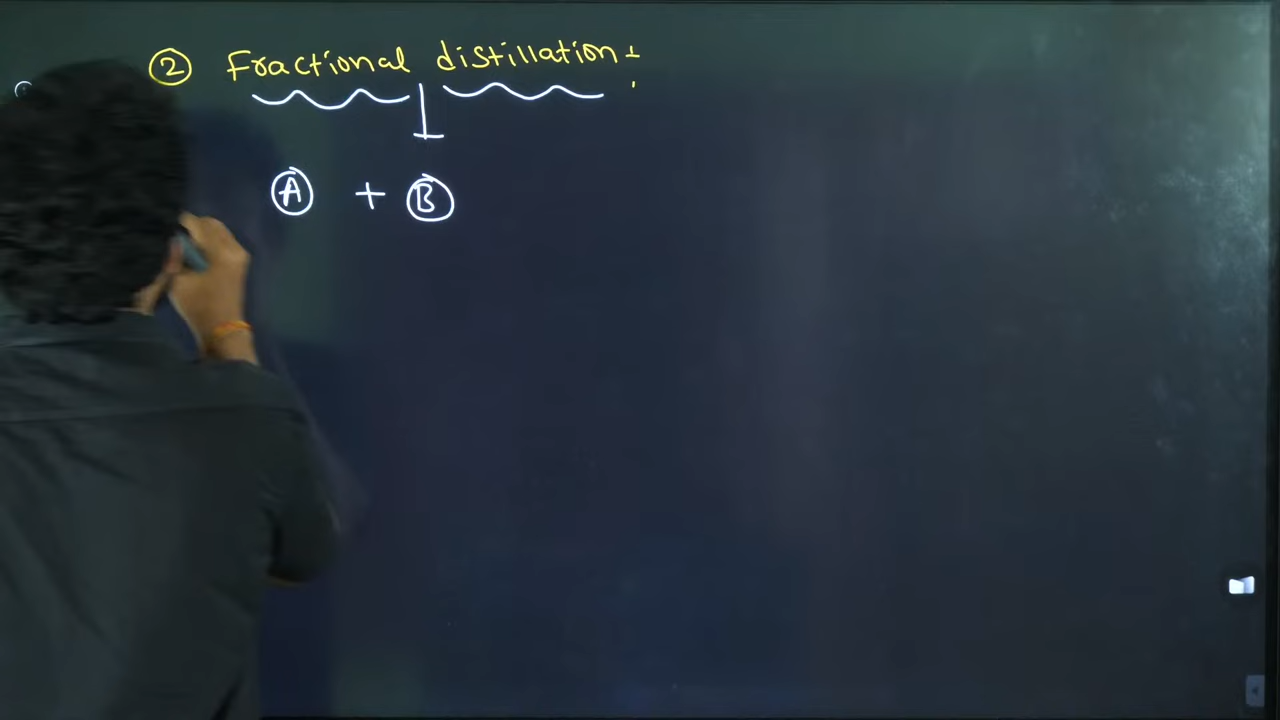 ② Fractional distillation :-
Ⓐ + Ⓑ